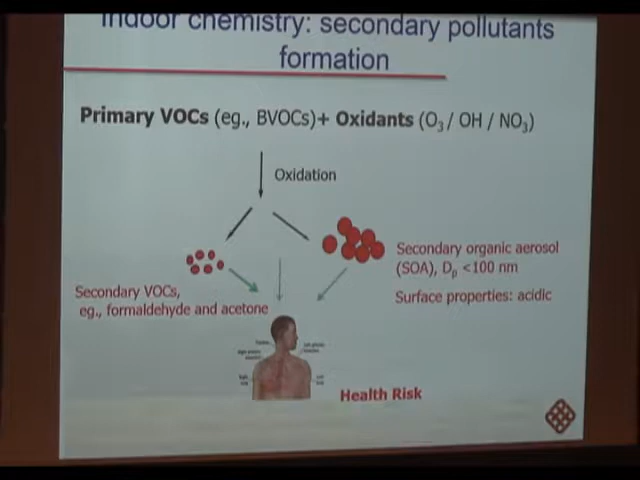 Indoor chemistry: secondary pollutants
formation
Primary VOCs (eg., BVOCs)+ Oxidants (O3 / OH / NO3)
Oxidation
Secondary organic aerosol
(SOA), Dp <100 nm
Surface properties: acidic
Secondary VOCs,
eg., formaldehyde and acetone
Health Risk